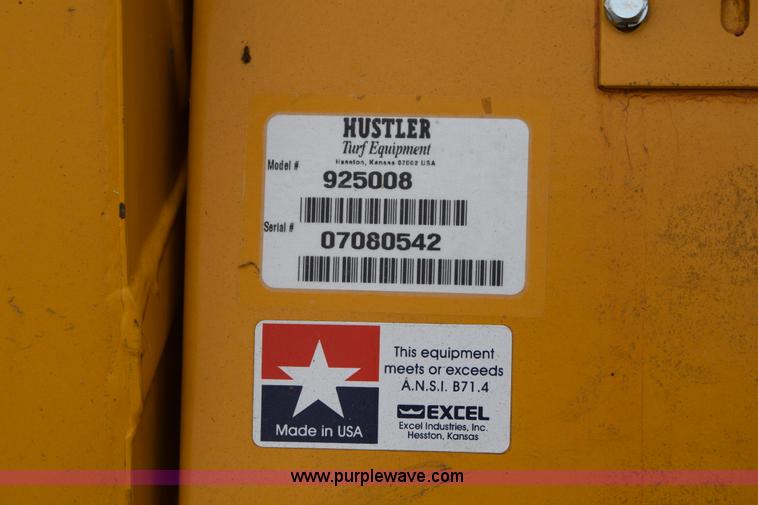 HUSTLER
Turf Equipment
Hesston, Kansas 67062 USA
Model #
925008
Serial #
07080542
This equipment
meets or exceeds
A.N.S.I. B71.4
EXCEL
Excel Industries, Inc.
Hesston, Kansas
Made in USA
www.purplewave.com